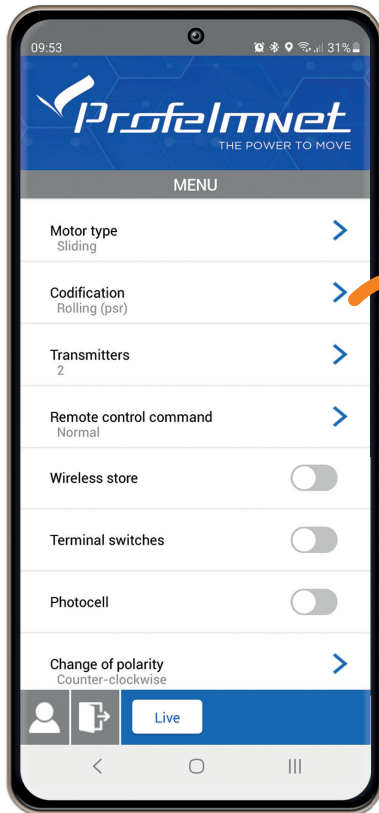 09:53 31%
Profelmnet
THE POWER TO MOVE
MENU
Motor type
Sliding
Codification
Rolling (psr)
Transmitters
2
Remote control command
Normal
Wireless store
Terminal switches
Photocell
Change of polarity
Counter-clockwise
Live